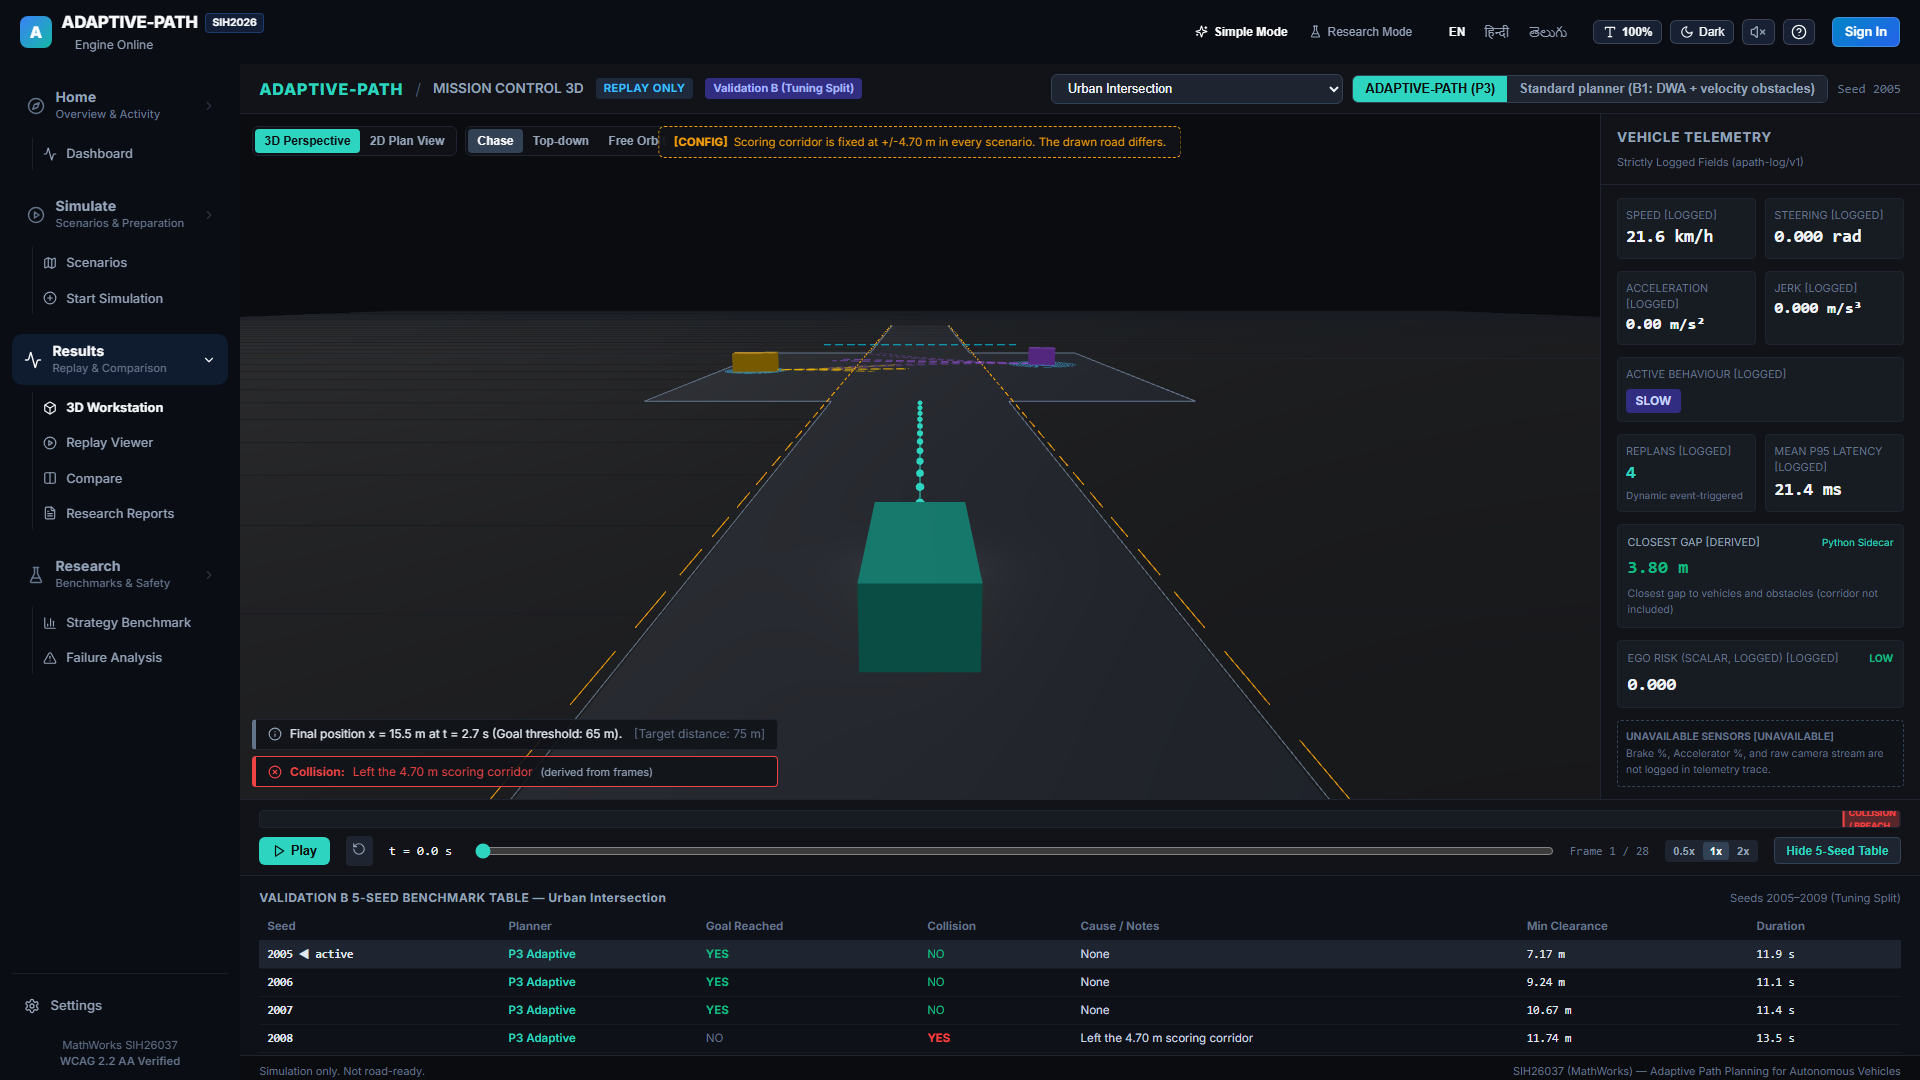 A
ADAPTIVE-PATH SIH2026
Engine Online
Simple Mode
Research Mode
EN
हिन्दी
తెలుగు
100%
Dark
Sign In
Home
Overview & Activity
Dashboard
Simulate
Scenarios & Preparation
Scenarios
Start Simulation
Results
Replay & Comparison
3D Workstation
Replay Viewer
Compare
Research Reports
Research
Benchmarks & Safety
Strategy Benchmark
Failure Analysis
Settings
MathWorks SIH26037
WCAG 2.2 AA Verified
ADAPTIVE-PATH / MISSION CONTROL 3D REPLAY ONLY Validation B (Tuning Split)
Urban Intersection
ADAPTIVE-PATH (P3) Standard planner (B1: DWA + velocity obstacles) Seed 2005
3D Perspective 2D Plan View
Chase Top-down Free Orb
[CONFIG] Scoring corridor is fixed at +/-4.70 m in every scenario. The drawn road differs.
Final position x = 15.5 m at t = 2.7 s (Goal threshold: 65 m). [Target distance: 75 m]
Collision: Left the 4.70 m scoring corridor (derived from frames)
VEHICLE TELEMETRY
Strictly Logged Fields (apath-log/v1)
SPEED [LOGGED]
21.6 km/h
STEERING [LOGGED]
0.000 rad
ACCELERATION
[LOGGED]
0.00 m/s²
JERK [LOGGED]
0.000 m/s³
ACTIVE BEHAVIOUR [LOGGED]
SLOW
REPLANS [LOGGED]
4
Dynamic event-triggered
MEAN P95 LATENCY
[LOGGED]
21.4 ms
CLOSEST GAP [DERIVED] Python Sidecar
3.80 m
Closest gap to vehicles and obstacles (corridor not
included)
EGO RISK (SCALAR, LOGGED) [LOGGED] LOW
0.000
UNAVAILABLE SENSORS [UNAVAILABLE]
Brake %, Accelerator %, and raw camera stream are
not logged in telemetry trace.
COLLISION
/ BREACH
Play
t = 0.0 s
Frame 1 / 28
0.5x 1x 2x
Hide 5-Seed Table
VALIDATION B 5-SEED BENCHMARK TABLE — Urban Intersection Seeds 2005–2009 (Tuning Split)
Seed Planner Goal Reached Collision Cause / Notes Min Clearance Duration
2005 ◀ active P3 Adaptive YES NO None 7.17 m 11.9 s
2006 P3 Adaptive YES NO None 9.24 m 11.1 s
2007 P3 Adaptive YES NO None 10.67 m 11.4 s
2008 P3 Adaptive NO YES Left the 4.70 m scoring corridor 11.74 m 13.5 s
Simulation only. Not road-ready. SIH26037 (MathWorks) — Adaptive Path Planning for Autonomous Vehicles